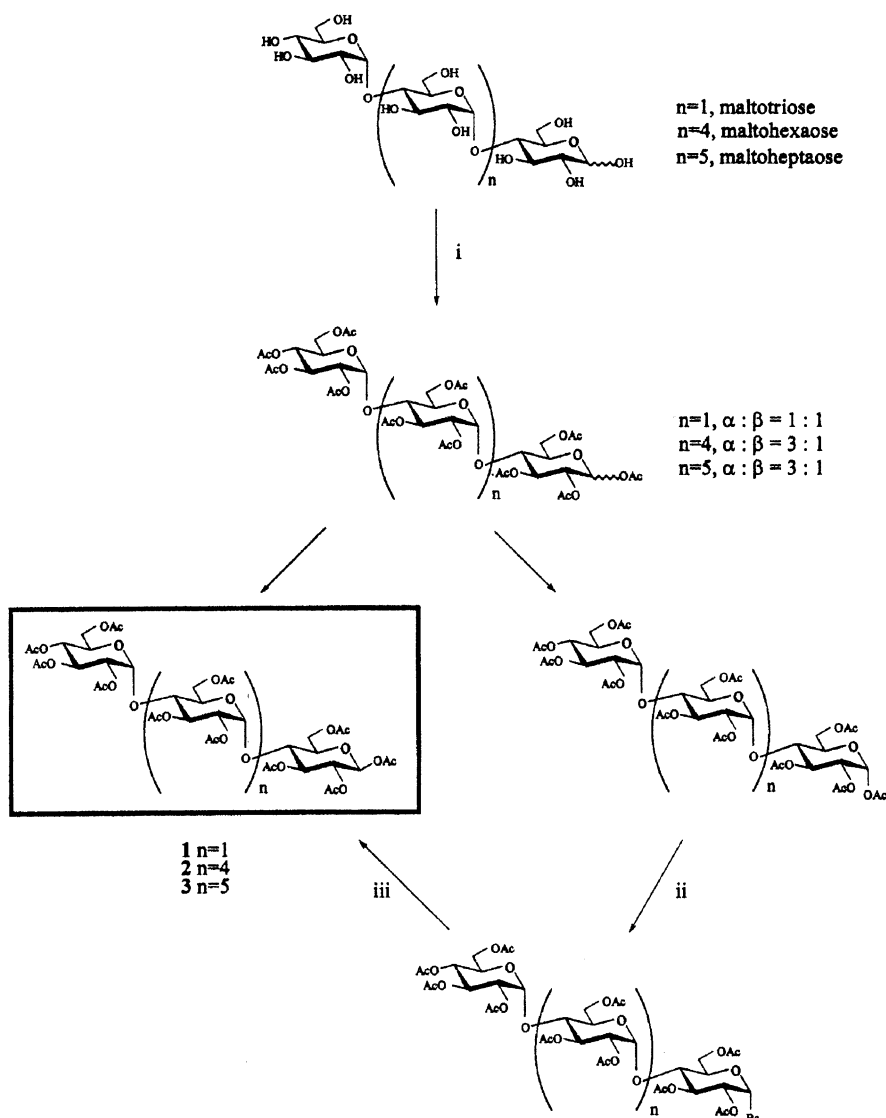 OH
HO O
HO
OH
O
OH
O
HO
OH
O
n
OH
O
HO OH
OH
n=1, maltotriose
n=4, maltohexaose
n=5, maltoheptaose
i
OAc
AcO O
AcO
AcO
O
OAc
O
AcO
AcO
O
n
OAc
O
AcO OAc
AcO
n=1, α : β = 1 : 1
n=4, α : β = 3 : 1
n=5, α : β = 3 : 1
OAc
AcO O
AcO
AcO
O
OAc
O
AcO
AcO
O
n
OAc
O
AcO OAc
AcO
1 n=1
2 n=4
3 n=5
OAc
AcO O
AcO
AcO
O
OAc
O
AcO
AcO
O
n
OAc
O
AcO
AcO
OAc
iii
ii
OAc
AcO O
AcO
AcO
O
OAc
O
AcO
AcO
O
n
OAc
O
AcO
AcO